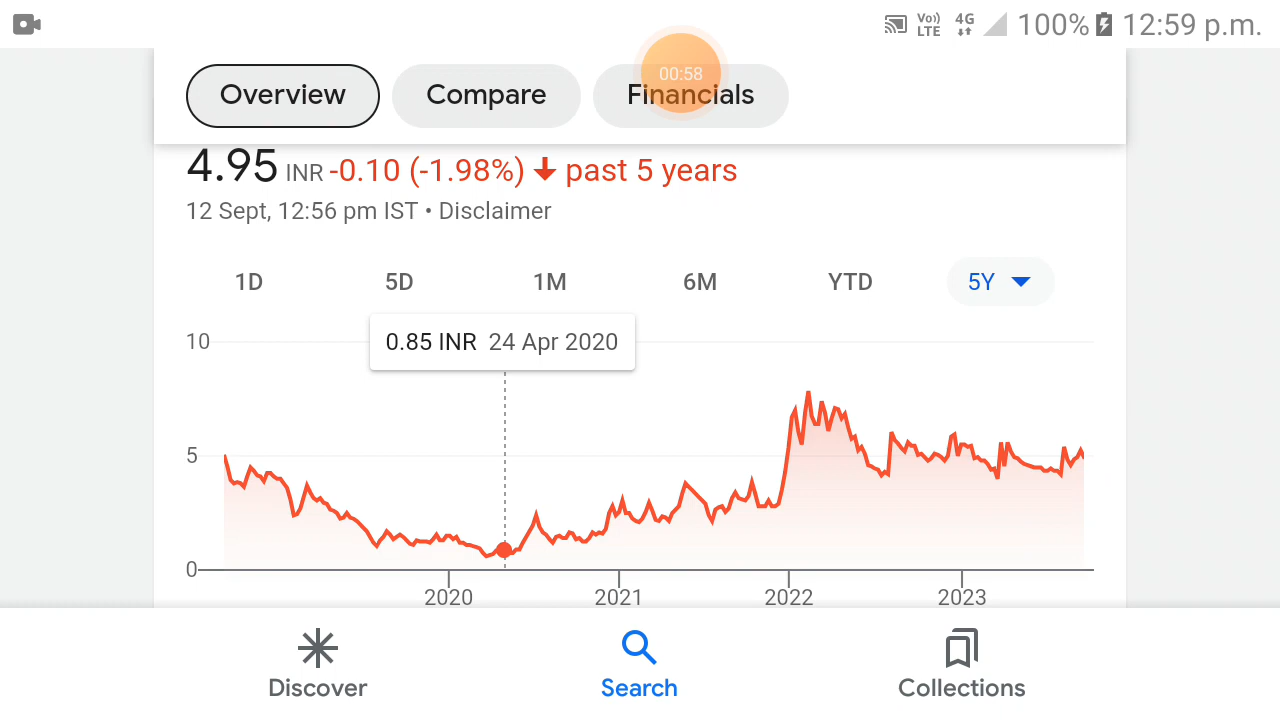 Vo)) LTE 4G 100% 12:59 p.m.
00:58
Overview Compare Financials
4.95 INR -0.10 (-1.98%) past 5 years
12 Sept, 12:56 pm IST • Disclaimer
1D 5D 1M 6M YTD 5Y
10
0.85 INR 24 Apr 2020
5
0
2020 2021 2022 2023
Discover Search Collections